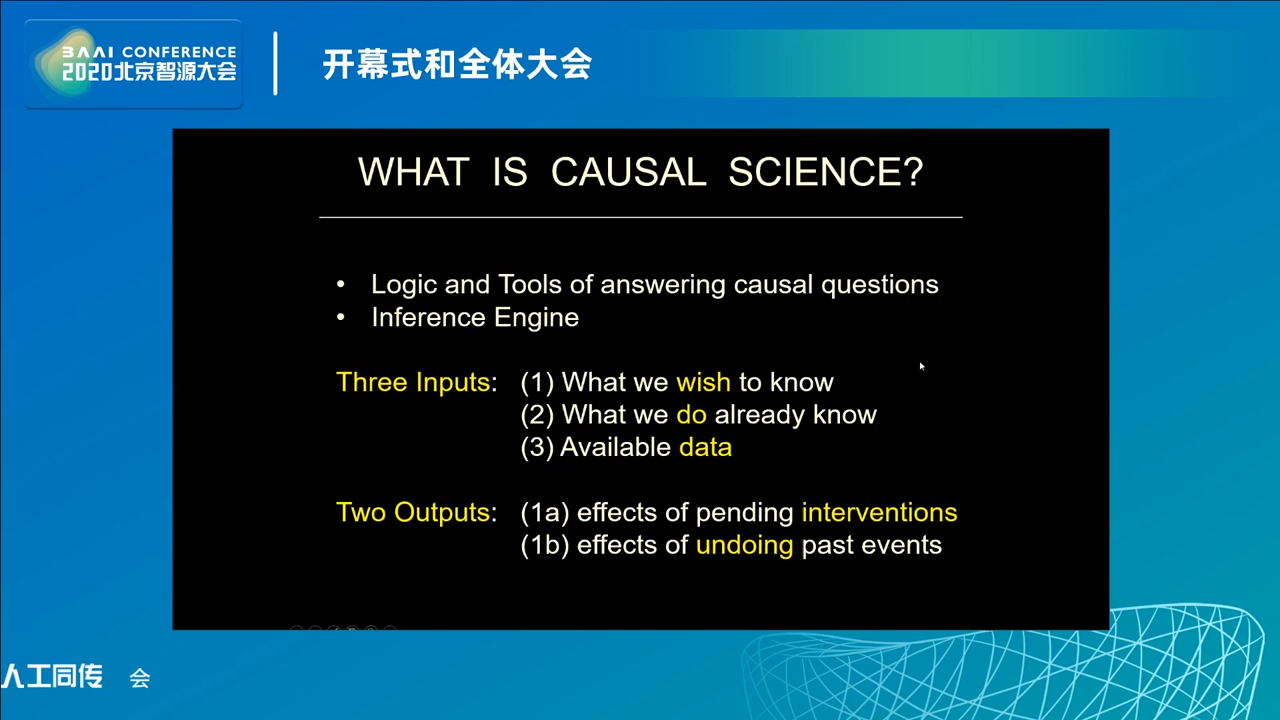 BAAI CONFERENCE
2020北京智源大会
开幕式和全体大会
WHAT IS CAUSAL SCIENCE?
• Logic and Tools of answering causal questions
• Inference Engine
Three Inputs: (1) What we wish to know
(2) What we do already know
(3) Available data
Two Outputs: (1a) effects of pending interventions
(1b) effects of undoing past events
人工同传 会